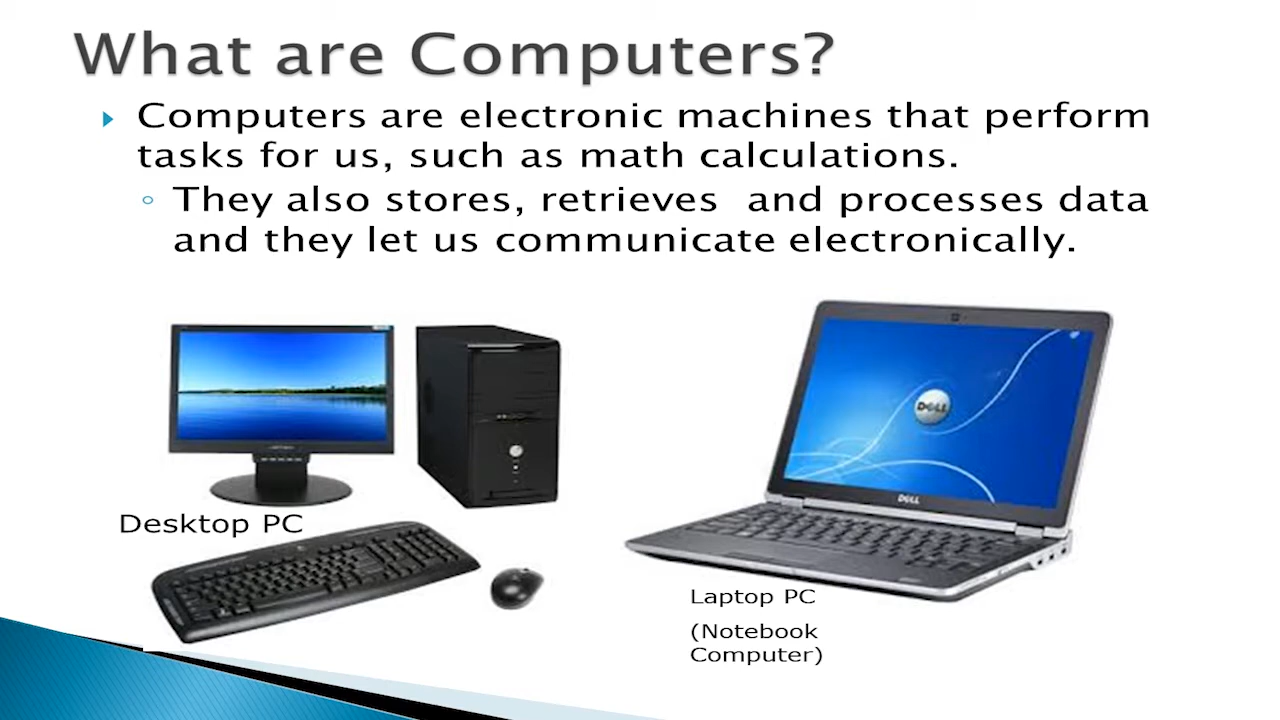 What are Computers?
Computers are electronic machines that perform
tasks for us, such as math calculations.
They also stores, retrieves and processes data
and they let us communicate electronically.
DELL
DELL
Desktop PC
Laptop PC
(Notebook
Computer)